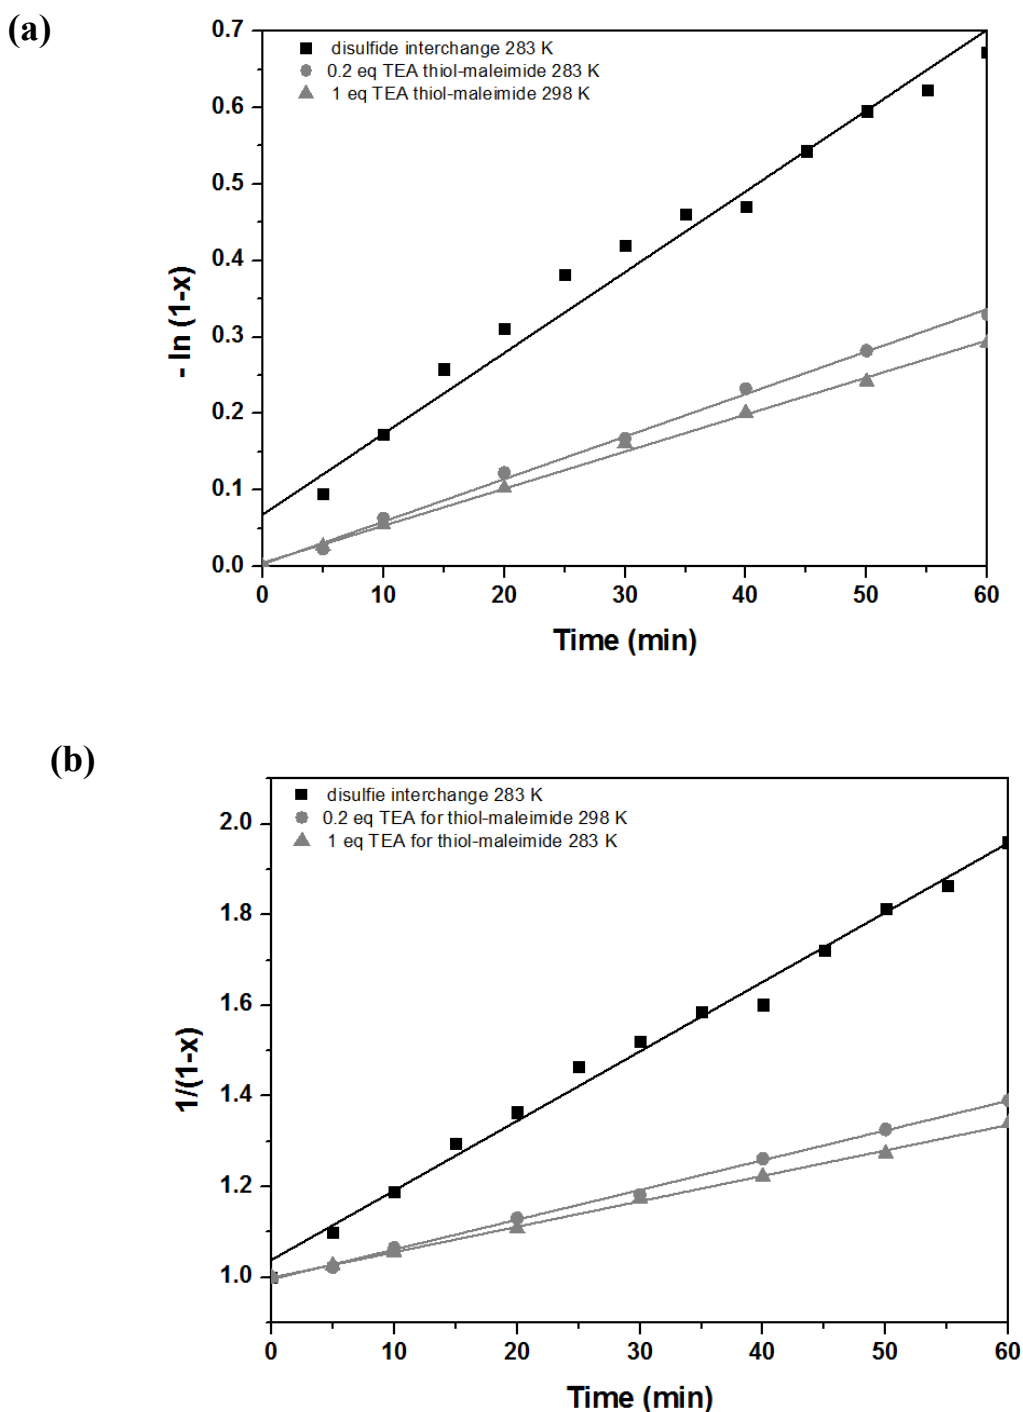 (a)
0.7
0.6
0.5
0.4
0.3
0.2
0.1
0.0
- ln (1-x)
disulfide interchange 283 K
0.2 eq TEA thiol-maleimide 283 K
1 eq TEA thiol-maleimide 298 K
0 10 20 30 40 50 60
Time (min)
(b)
2.0
1.8
1.6
1.4
1.2
1.0
1/(1-x)
disulfie interchange 283 K
0.2 eq TEA for thiol-maleimide 298 K
1 eq TEA for thiol-maleimide 283 K
0 10 20 30 40 50 60
Time (min)